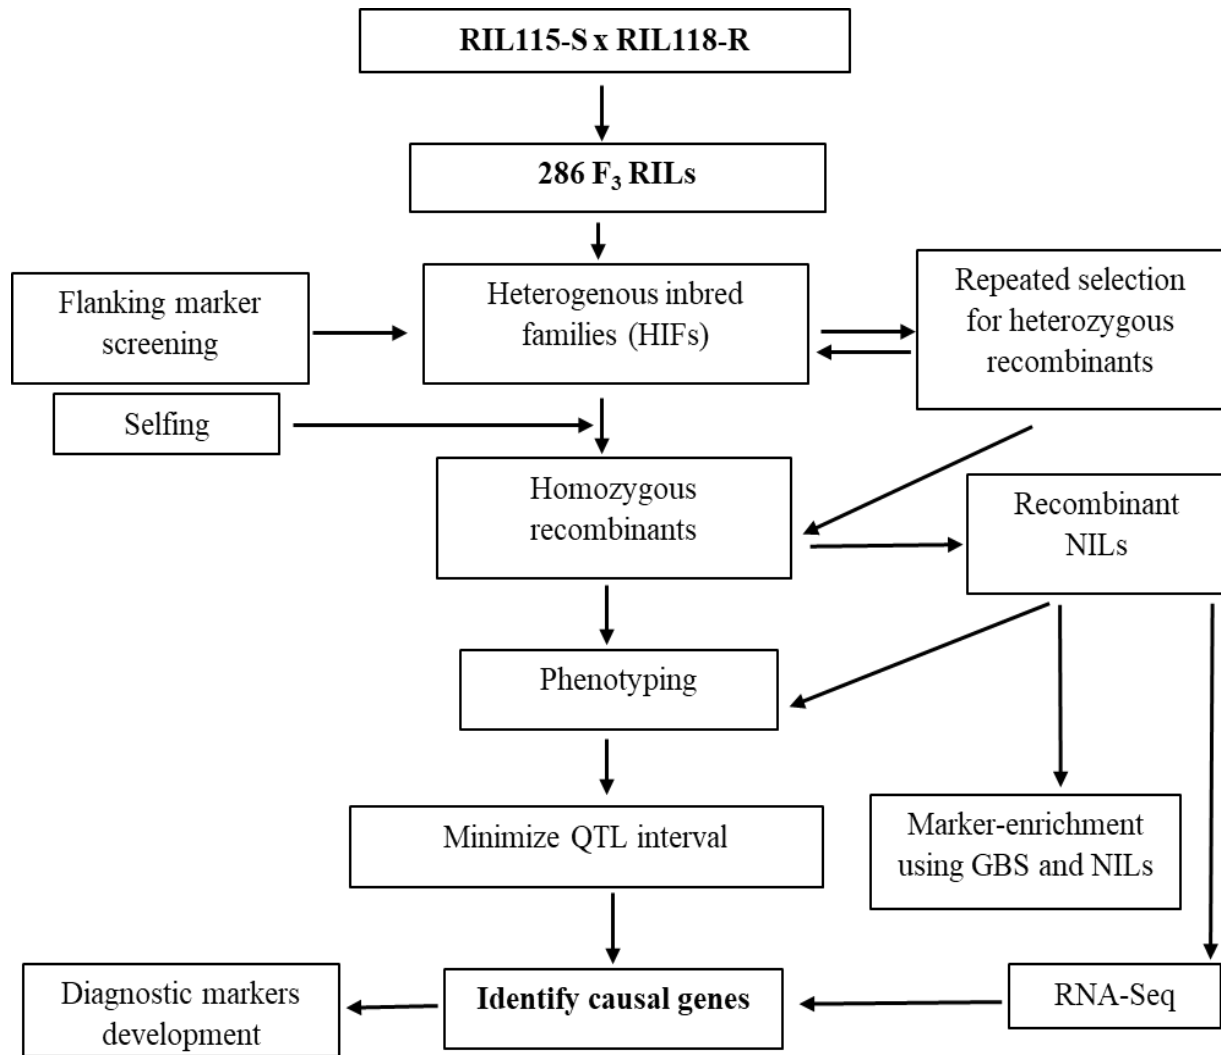 RIL115-S x RIL118-R
286 F₃ RILs
Flanking marker
screening
Heterogenous inbred
families (HIFs)
Repeated selection
for heterozygous
recombinants
Selfing
Homozygous
recombinants
Recombinant
NILs
Phenotyping
Minimize QTL interval
Marker-enrichment
using GBS and NILs
Diagnostic markers
development
Identify causal genes
RNA-Seq